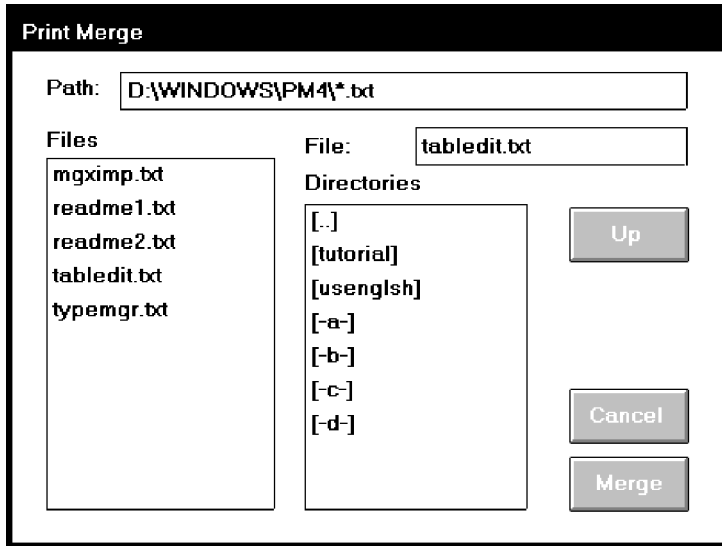 Print Merge
Path: D:\WINDOWS\PM4\*.txt
Files
mgximp.txt
readme1.txt
readme2.txt
tabledit.txt
typemgr.txt
File: tabledit.txt
Directories
[..]
[tutorial]
[usenglsh]
[-a-]
[-b-]
[-c-]
[-d-]
Up
Cancel
Merge